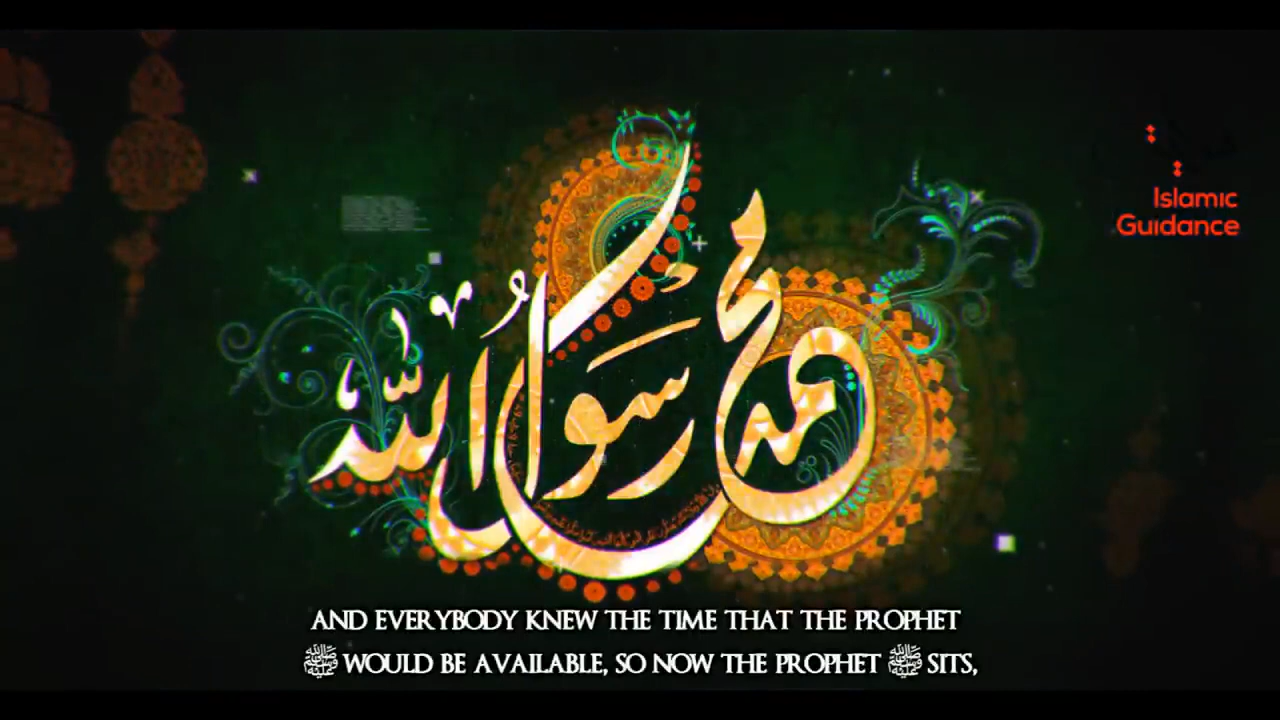 محمد رسول الله
Islamic
Guidance
AND EVERYBODY KNEW THE TIME THAT THE PROPHET
ﷺ WOULD BE AVAILABLE, SO NOW THE PROPHET ﷺ SITS,